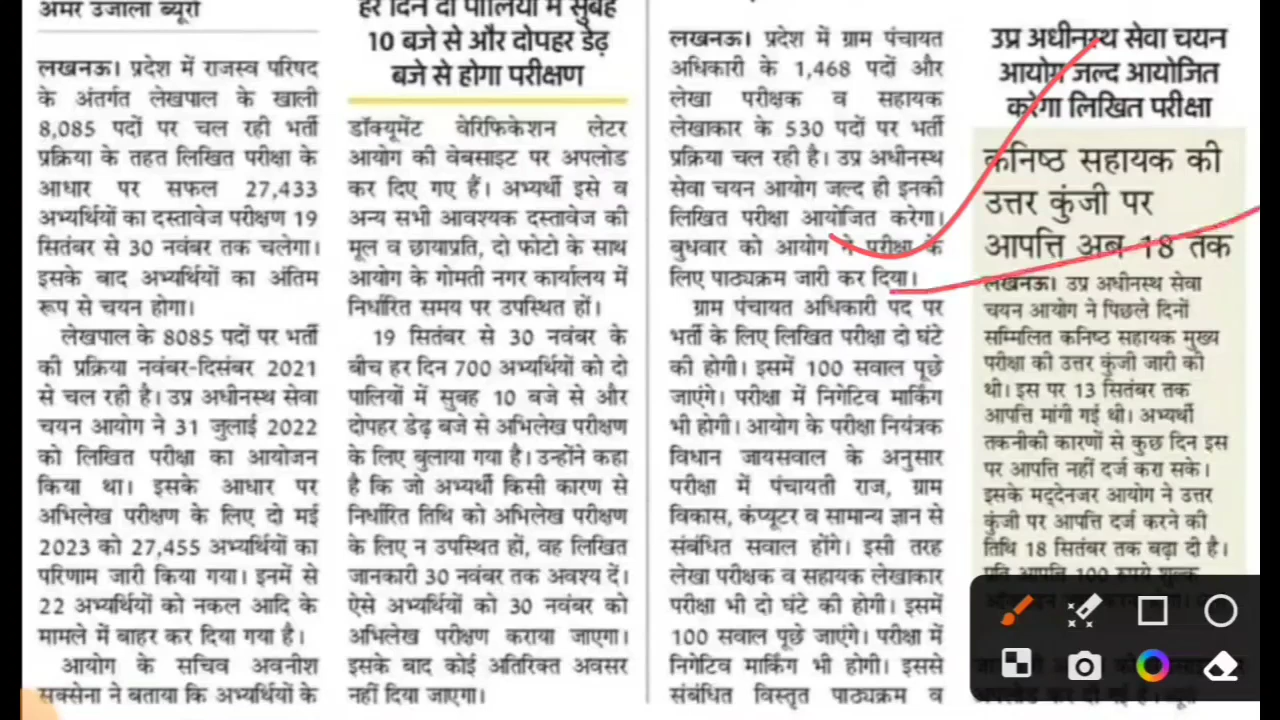 अमर उजाला ब्यूरो
लखनऊ। प्रदेश में राजस्व परिषद
के अंतर्गत लेखपाल के खाली
8,085 पदों पर चल रही भर्ती
प्रक्रिया के तहत लिखित परीक्षा के
आधार पर सफल 27,433
अभ्यर्थियों का दस्तावेज परीक्षण 19
सितंबर से 30 नवंबर तक चलेगा।
इसके बाद अभ्यर्थियों का अंतिम
रूप से चयन होगा।
लेखपाल के 8085 पदों पर भर्ती
की प्रक्रिया नवंबर-दिसंबर 2021
से चल रही है। उप्र अधीनस्थ सेवा
चयन आयोग ने 31 जुलाई 2022
को लिखित परीक्षा का आयोजन
किया था। इसके आधार पर
अभिलेख परीक्षण के लिए दो मई
2023 को 27,455 अभ्यर्थियों का
परिणाम जारी किया गया। इनमें से
22 अभ्यर्थियों को नकल आदि के
मामले में बाहर कर दिया गया है।
आयोग के सचिव अवनीश
सक्सेना ने बताया कि अभ्यर्थियों के
हर दिन दो पालियों में सुबह
10 बजे से और दोपहर डेढ़
बजे से होगा परीक्षण
डॉक्यूमेंट वेरिफिकेशन लेटर
आयोग की वेबसाइट पर अपलोड
कर दिए गए हैं। अभ्यर्थी इसे व
अन्य सभी आवश्यक दस्तावेज की
मूल व छायाप्रति, दो फोटो के साथ
आयोग के गोमती नगर कार्यालय में
निर्धारित समय पर उपस्थित हों।
19 सितंबर से 30 नवंबर के
बीच हर दिन 700 अभ्यर्थियों को दो
पालियों में सुबह 10 बजे से और
दोपहर डेढ़ बजे से अभिलेख परीक्षण
के लिए बुलाया गया है। उन्होंने कहा
है कि जो अभ्यर्थी किसी कारण से
निर्धारित तिथि को अभिलेख परीक्षण
के लिए न उपस्थित हों, वह लिखित
जानकारी 30 नवंबर तक अवश्य दें।
ऐसे अभ्यर्थियों को 30 नवंबर को
अभिलेख परीक्षण कराया जाएगा।
इसके बाद कोई अतिरिक्त अवसर
नहीं दिया जाएगा।
लखनऊ। प्रदेश में ग्राम पंचायत
अधिकारी के 1,468 पदों और
लेखा परीक्षक व सहायक
लेखाकार के 530 पदों पर भर्ती
प्रक्रिया चल रही है। उप्र अधीनस्थ
सेवा चयन आयोग जल्द ही इनकी
लिखित परीक्षा आयोजित करेगा।
बुधवार को आयोग ने परीक्षा के
लिए पाठ्यक्रम जारी कर दिया।
ग्राम पंचायत अधिकारी पद पर
भर्ती के लिए लिखित परीक्षा दो घंटे
की होगी। इसमें 100 सवाल पूछे
जाएंगे। परीक्षा में निगेटिव मार्किंग
भी होगी। आयोग के परीक्षा नियंत्रक
विधान जायसवाल के अनुसार
परीक्षा में पंचायती राज, ग्राम
विकास, कंप्यूटर व सामान्य ज्ञान से
संबंधित सवाल होंगे। इसी तरह
लेखा परीक्षक व सहायक लेखाकार
परीक्षा भी दो घंटे की होगी। इसमें
100 सवाल पूछे जाएंगे। परीक्षा में
निगेटिव मार्किंग भी होगी। इससे
संबंधित विस्तृत पाठ्यक्रम व
उप्र अधीनस्थ सेवा चयन
आयोग जल्द आयोजित
करेगा लिखित परीक्षा
कनिष्ठ सहायक की
उत्तर कुंजी पर
आपत्ति अब 18 तक
लखनऊ। उप्र अधीनस्थ सेवा
चयन आयोग ने पिछले दिनों
सम्मिलित कनिष्ठ सहायक मुख्य
परीक्षा की उत्तर कुंजी जारी की
थी। इस पर 13 सितंबर तक
आपत्ति मांगी गई थी। अभ्यर्थी
तकनीकी कारणों से कुछ दिन इस
पर आपत्ति नहीं दर्ज करा सके।
इसके मद्देनजर आयोग ने उत्तर
कुंजी पर आपत्ति दर्ज करने की
तिथि 18 सितंबर तक बढ़ा दी है।
प्रति आपत्ति 100 रुपये शुल्क